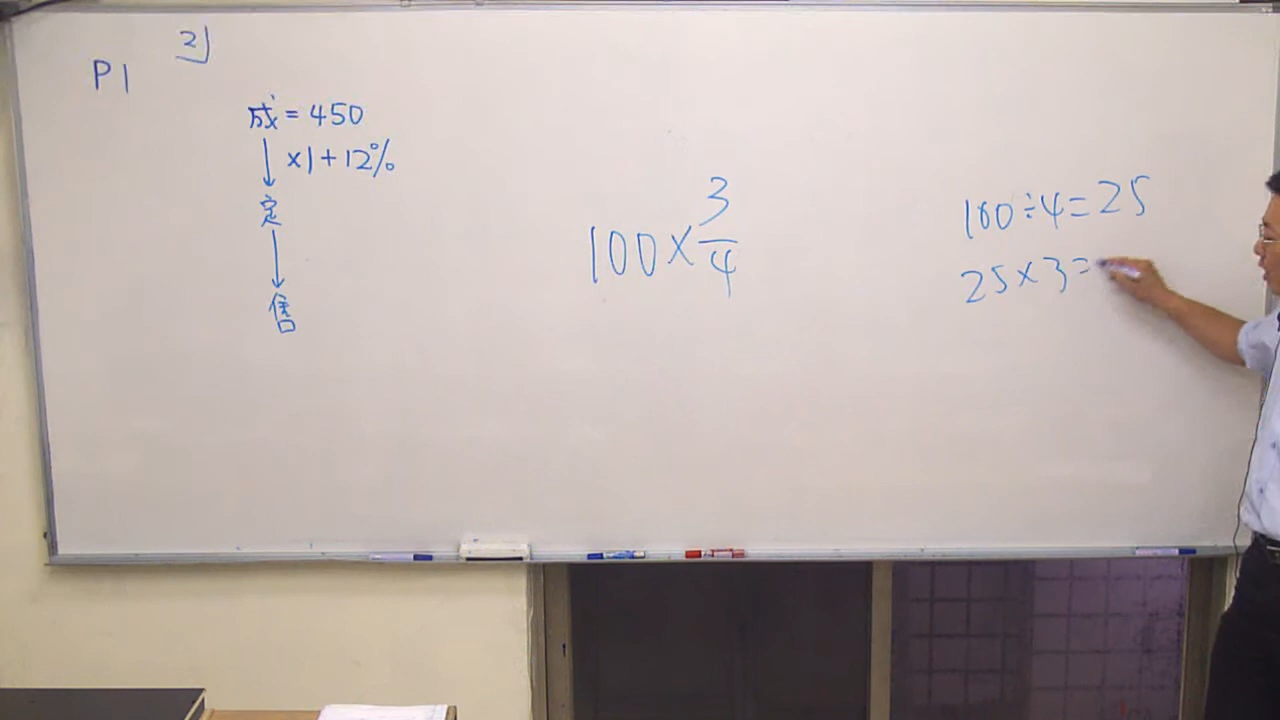 P1
2
成 = 450
×1+12%
定
售
100×3/4
100÷4=25
25×3=